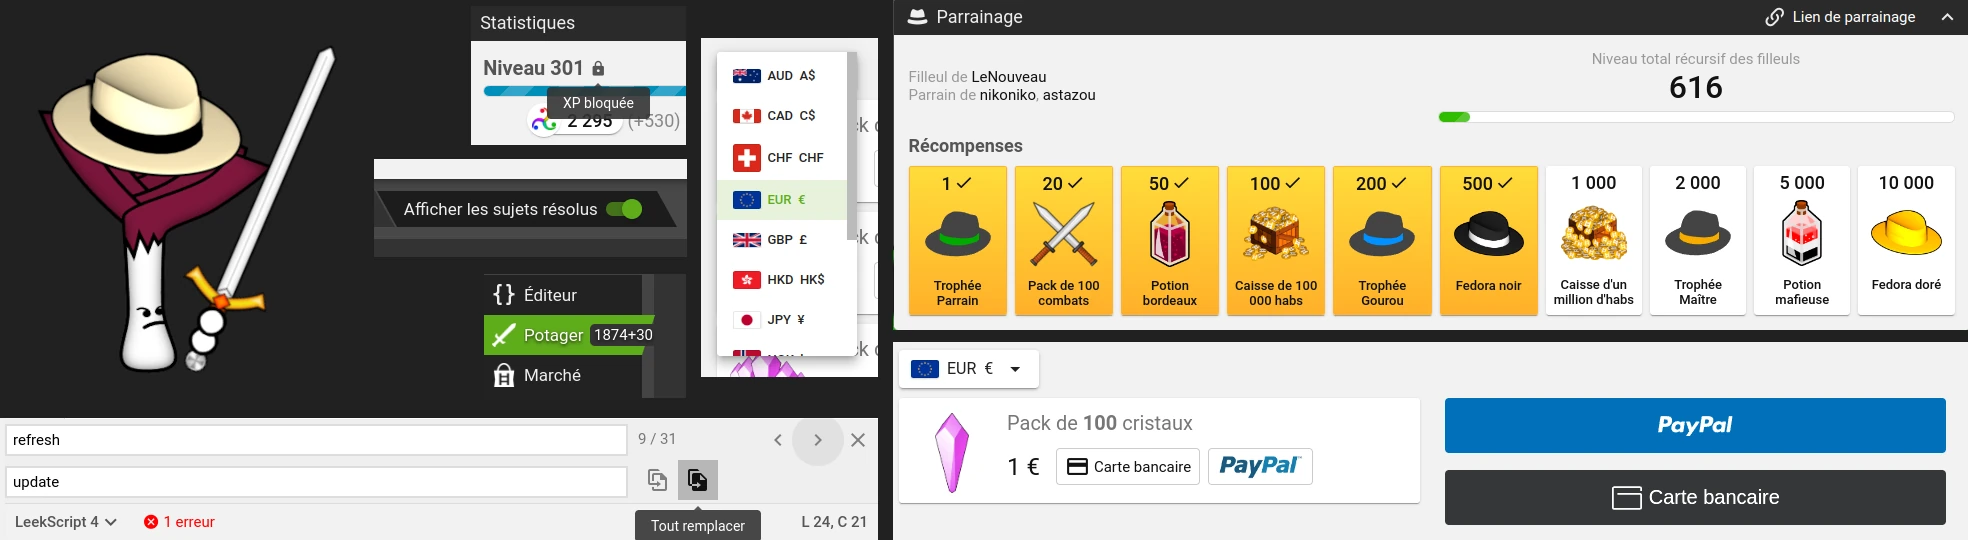 Statistiques
Niveau 301
XP bloquée
2 295 (+530)
Afficher les sujets résolus
Éditeur
Potager 1874+30
Marché
AUD A$
CAD C$
CHF CHF
EUR €
GBP £
HKD HK$
JPY ¥
refresh
9 / 31
update
Tout remplacer
LeekScript 4
1 erreur
L 24, C 21
Parrainage
Lien de parrainage
Filleul de LeNouveau
Parrain de nikoniko, astazou
Niveau total récursif des filleuls
616
Récompenses
1
Trophée
Parrain
20
Pack de 100
combats
50
Potion
bordeaux
100
Caisse de 100
000 habs
200
Trophée
Gourou
500
Fedora noir
1 000
Caisse d'un
million d'habs
2 000
Trophée
Maître
5 000
Potion
mafieuse
10 000
Fedora doré
EUR €
Pack de 100 cristaux
1 €
Carte bancaire
PayPal
PayPal
Carte bancaire